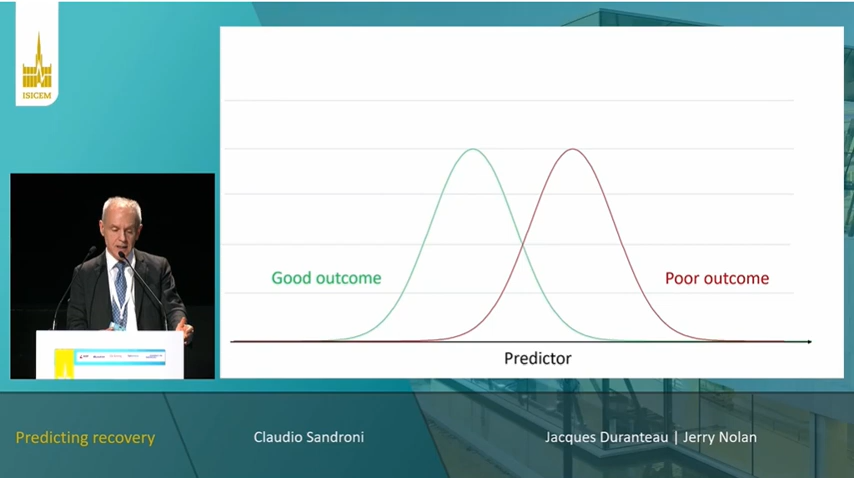 ISICEM
Good outcome
Poor outcome
Predictor
Predicting recovery
Claudio Sandroni
Jacques Duranteau | Jerry Nolan